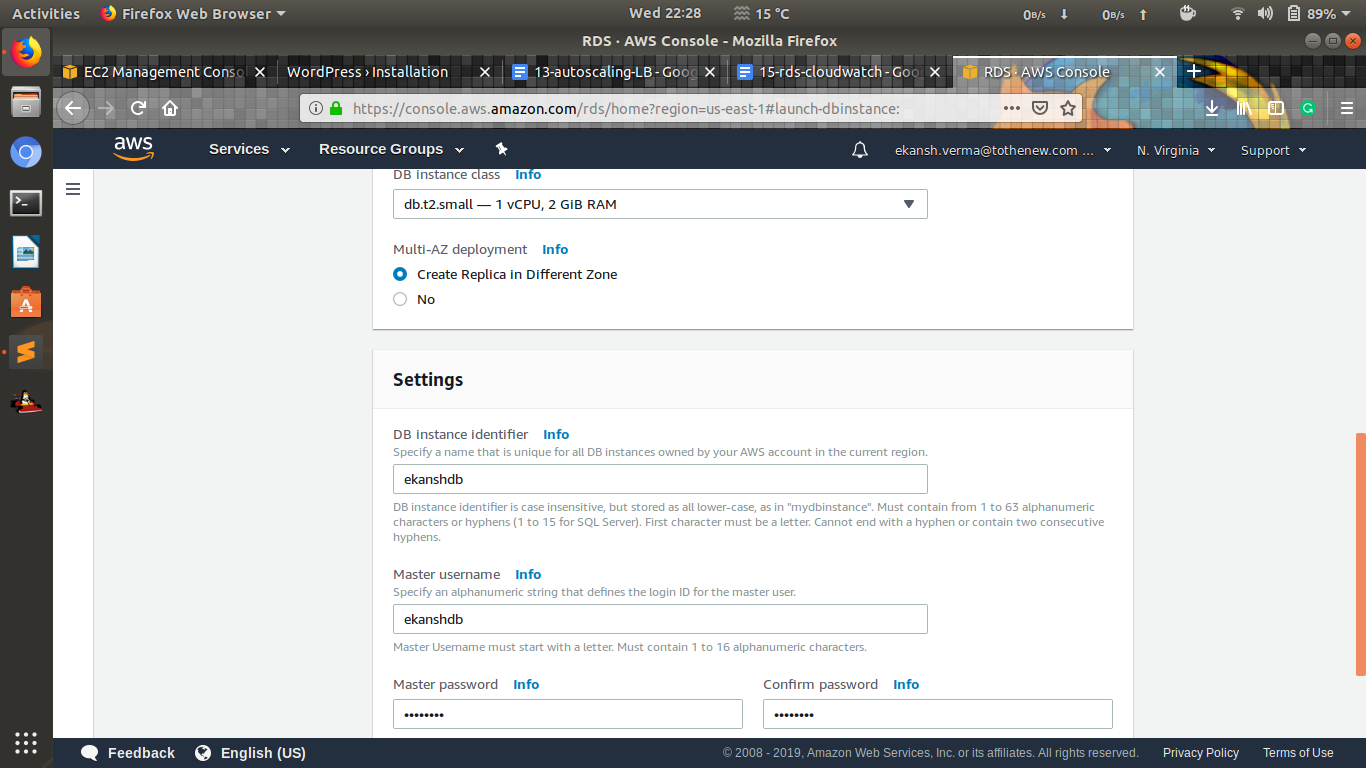 Activities Firefox Web Browser Wed 22:28 15 °C 0B/s 0B/s 89%
RDS · AWS Console - Mozilla Firefox
EC2 Management Conso WordPress › Installation 13-autoscaling-LB - Goog 15-rds-cloudwatch - Goo RDS · AWS Console
https://console.aws.amazon.com/rds/home?region=us-east-1#launch-dbinstance:
aws Services Resource Groups ekansh.verma@tothenew.com ... N. Virginia Support
DB instance class Info
db.t2.small — 1 vCPU, 2 GiB RAM
Multi-AZ deployment Info
Create Replica in Different Zone
No
Settings
DB instance identifier Info
Specify a name that is unique for all DB instances owned by your AWS account in the current region.
ekanshdb
DB instance identifier is case insensitive, but stored as all lower-case, as in "mydbinstance". Must contain from 1 to 63 alphanumeric
characters or hyphens (1 to 15 for SQL Server). First character must be a letter. Cannot end with a hyphen or contain two consecutive
hyphens.
Master username Info
Specify an alphanumeric string that defines the login ID for the master user.
ekanshdb
Master Username must start with a letter. Must contain 1 to 16 alphanumeric characters.
Master password Info Confirm password Info
•••••••• ••••••••
Feedback English (US) © 2008 - 2019, Amazon Web Services, Inc. or its affiliates. All rights reserved. Privacy Policy Terms of Use